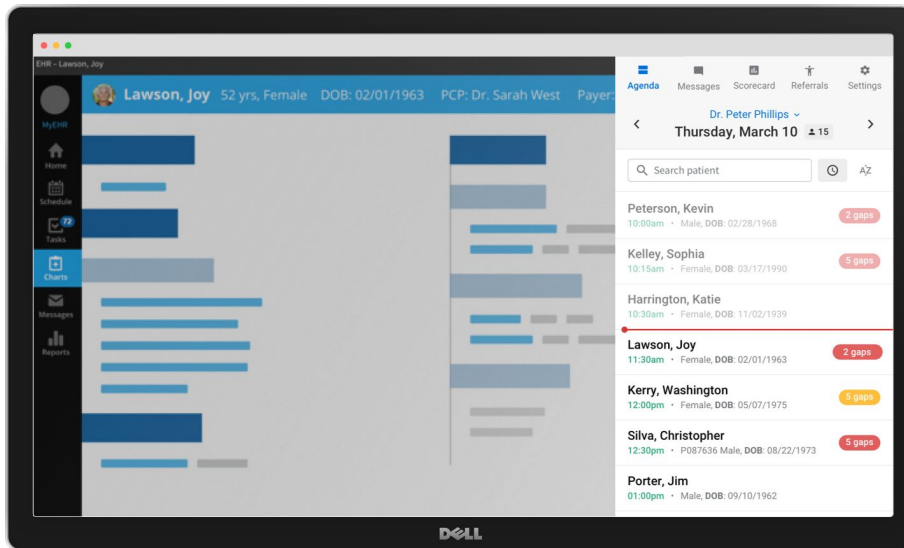 EHR – Lawson, Joy
MyEHR
Home
Schedule
72
Tasks
Charts
Messages
Reports
Lawson, Joy 52 yrs, Female DOB: 02/01/1963 PCP: Dr. Sarah West Payer:
Agenda Messages Scorecard Referrals Settings
Dr. Peter Phillips
Thursday, March 10 15
Search patient AZ
Peterson, Kevin
10:00am • Male, DOB: 02/28/1968
2 gaps
Kelley, Sophia
10:15am • Female, DOB: 03/17/1990
5 gaps
Harrington, Katie
10:30am • Female, DOB: 11/02/1939
Lawson, Joy
11:30am • Female, DOB: 02/01/1963
2 gaps
Kerry, Washington
12:00pm • Female, DOB: 05/07/1975
5 gaps
Silva, Christopher
12:30pm • P087636 Male, DOB: 08/22/1973
5 gaps
Porter, Jim
01:00pm • Male, DOB: 09/10/1962
DELL